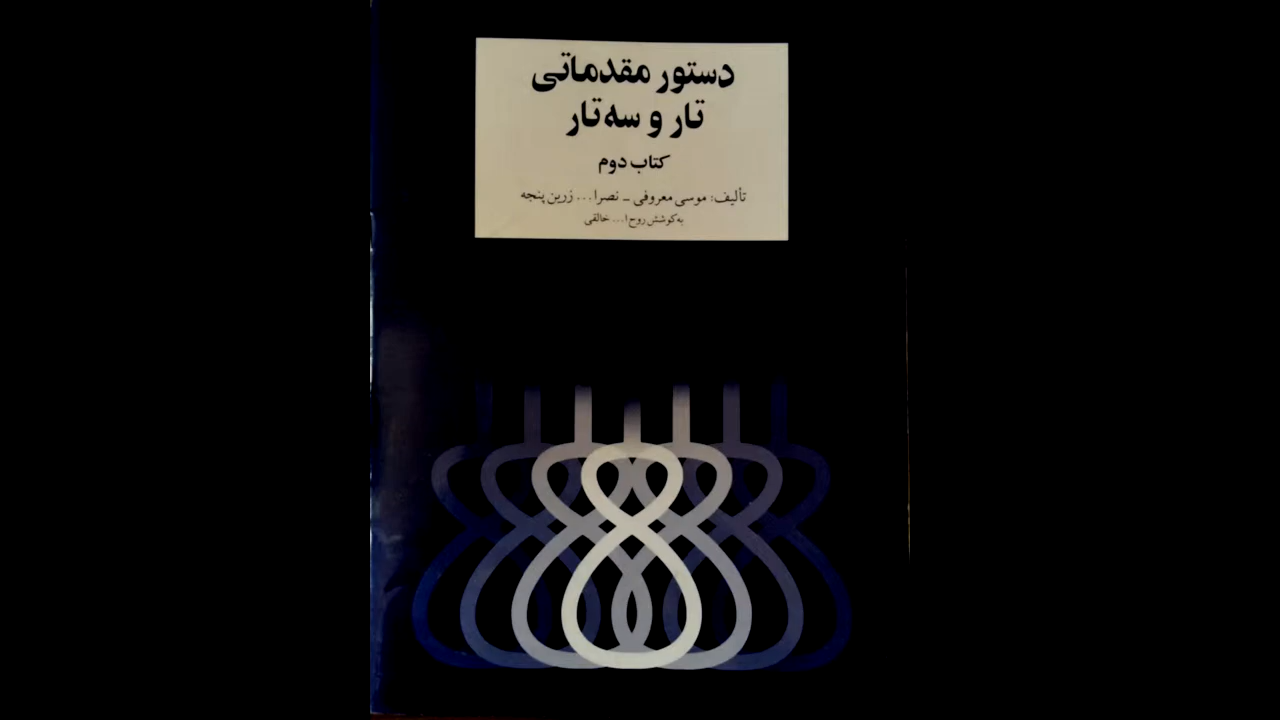 دستور مقدماتی
تار و سه‌تار
کتاب دوم
تألیف: موسی معروفی ـ نصرا... زرین پنجه
به‌کوشش روح ا... خالقی